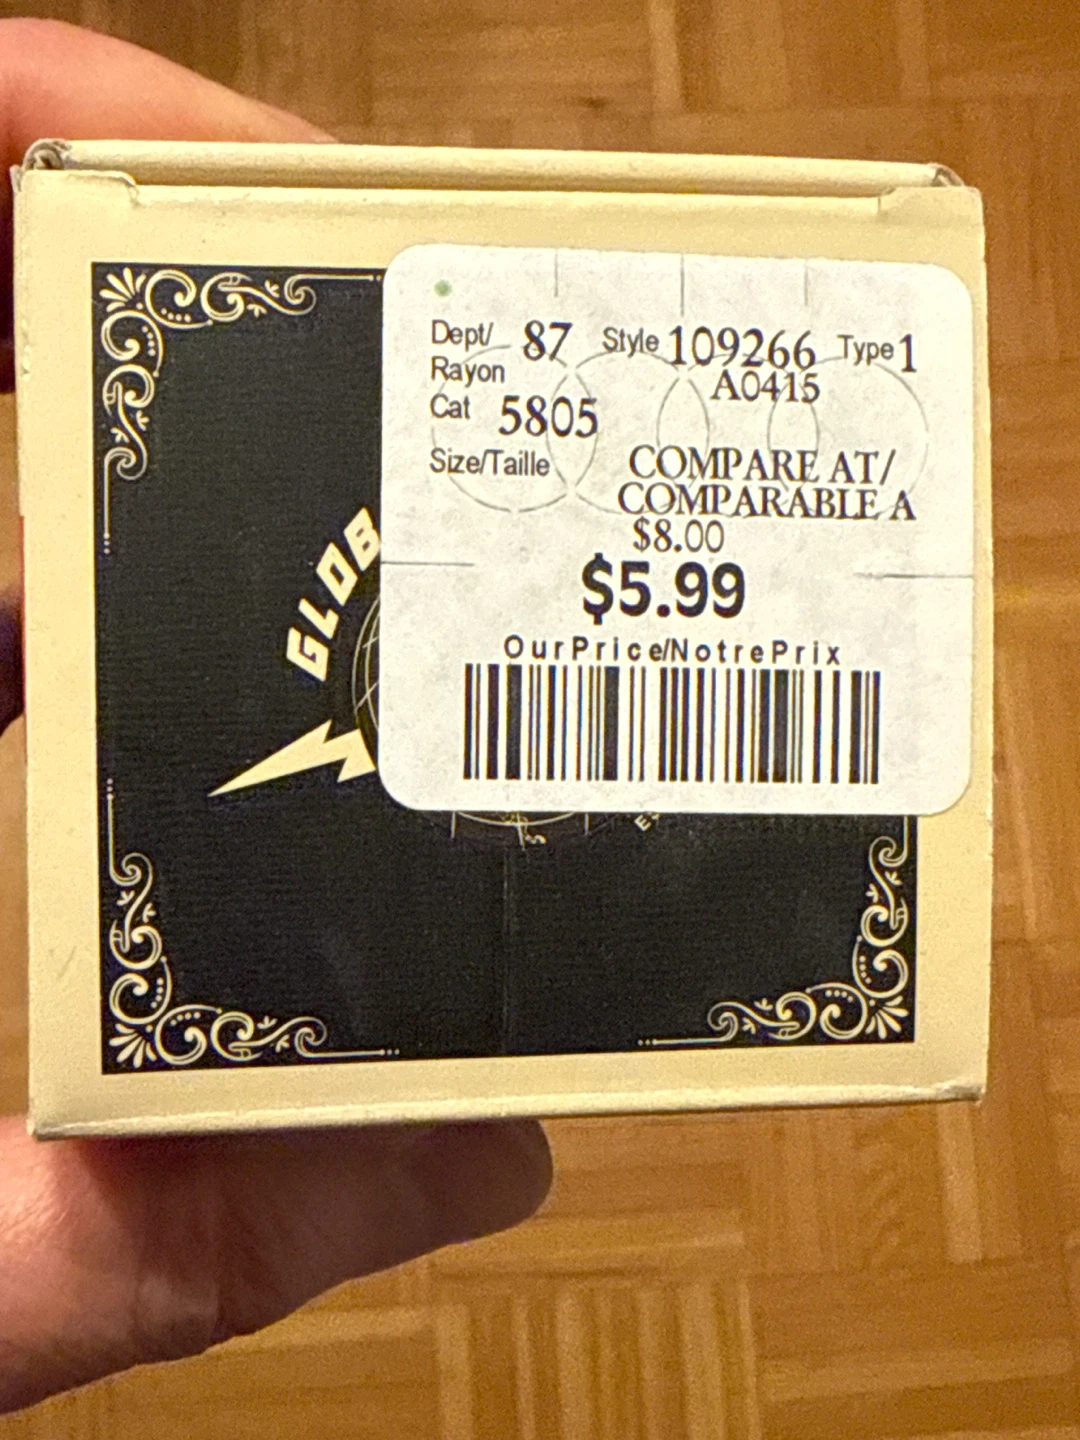 Dept/ 87 Style 109266 Type 1
Rayon
A0415
Cat 5805
Size/Taille
COMPARE AT/
COMPARABLE A
$8.00
$5.99
OurPrice/NotrePrix
GLOB
S
ES